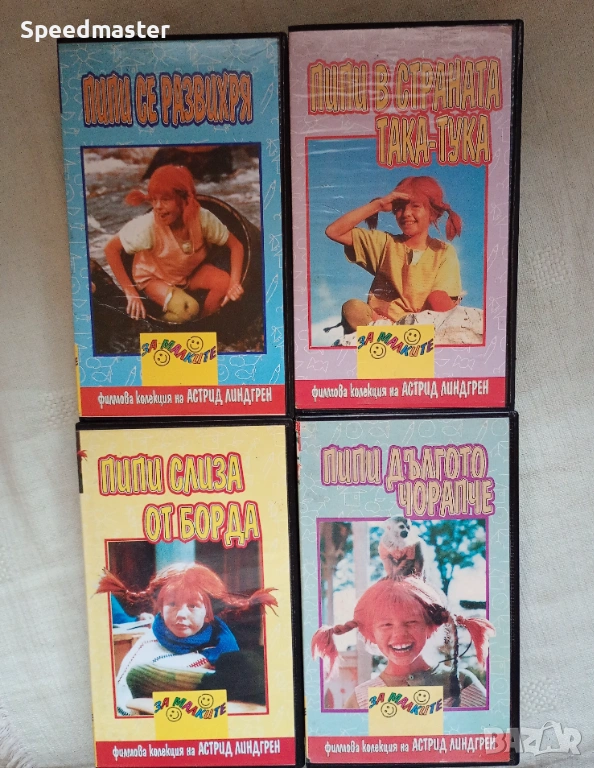 Speedmaster
ПИПИ СЕ РАЗВИХРЯ
ЗА МАЛКИТЕ
филмова колекция на АСТРИД ЛИНДГРЕН
ПИПИ В СТРАНАТА
ТАКА-ТУКА
ЗА МАЛКИТЕ
филмова колекция на АСТРИД ЛИНДГРЕН
ПИПИ СЛИЗА
ОТ БОРДА
ЗА МАЛКИТЕ
филмова колекция на АСТРИД ЛИНДГРЕН
ПИПИ ДЪЛГОТО
ЧОРАПЧЕ
ЗА МАЛКИТЕ
филмова колекция на АСТРИД ЛИНДГРЕН
BAZAR